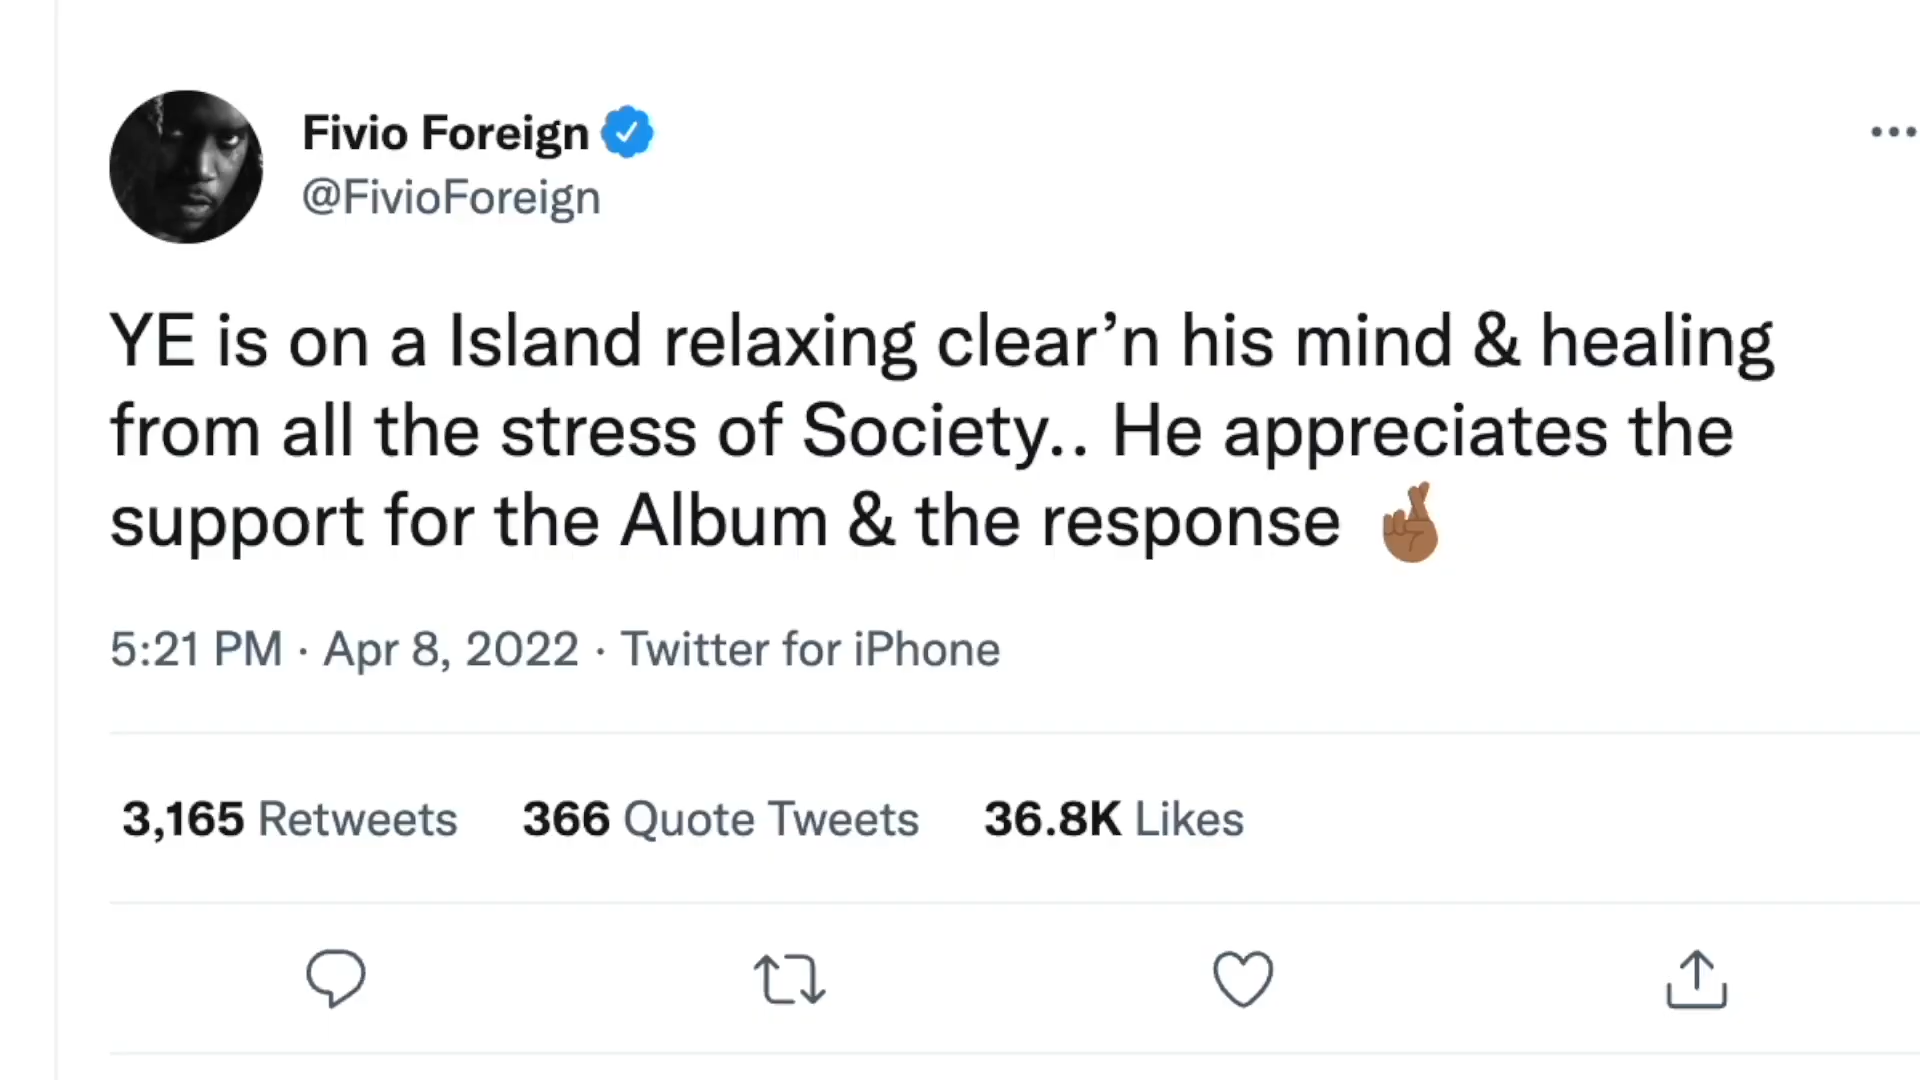 Fivio Foreign
@FivioForeign
YE is on a Island relaxing clear’n his mind & healing
from all the stress of Society.. He appreciates the
support for the Album & the response 🤞🏾
5:21 PM · Apr 8, 2022 · Twitter for iPhone
3,165 Retweets 366 Quote Tweets 36.8K Likes